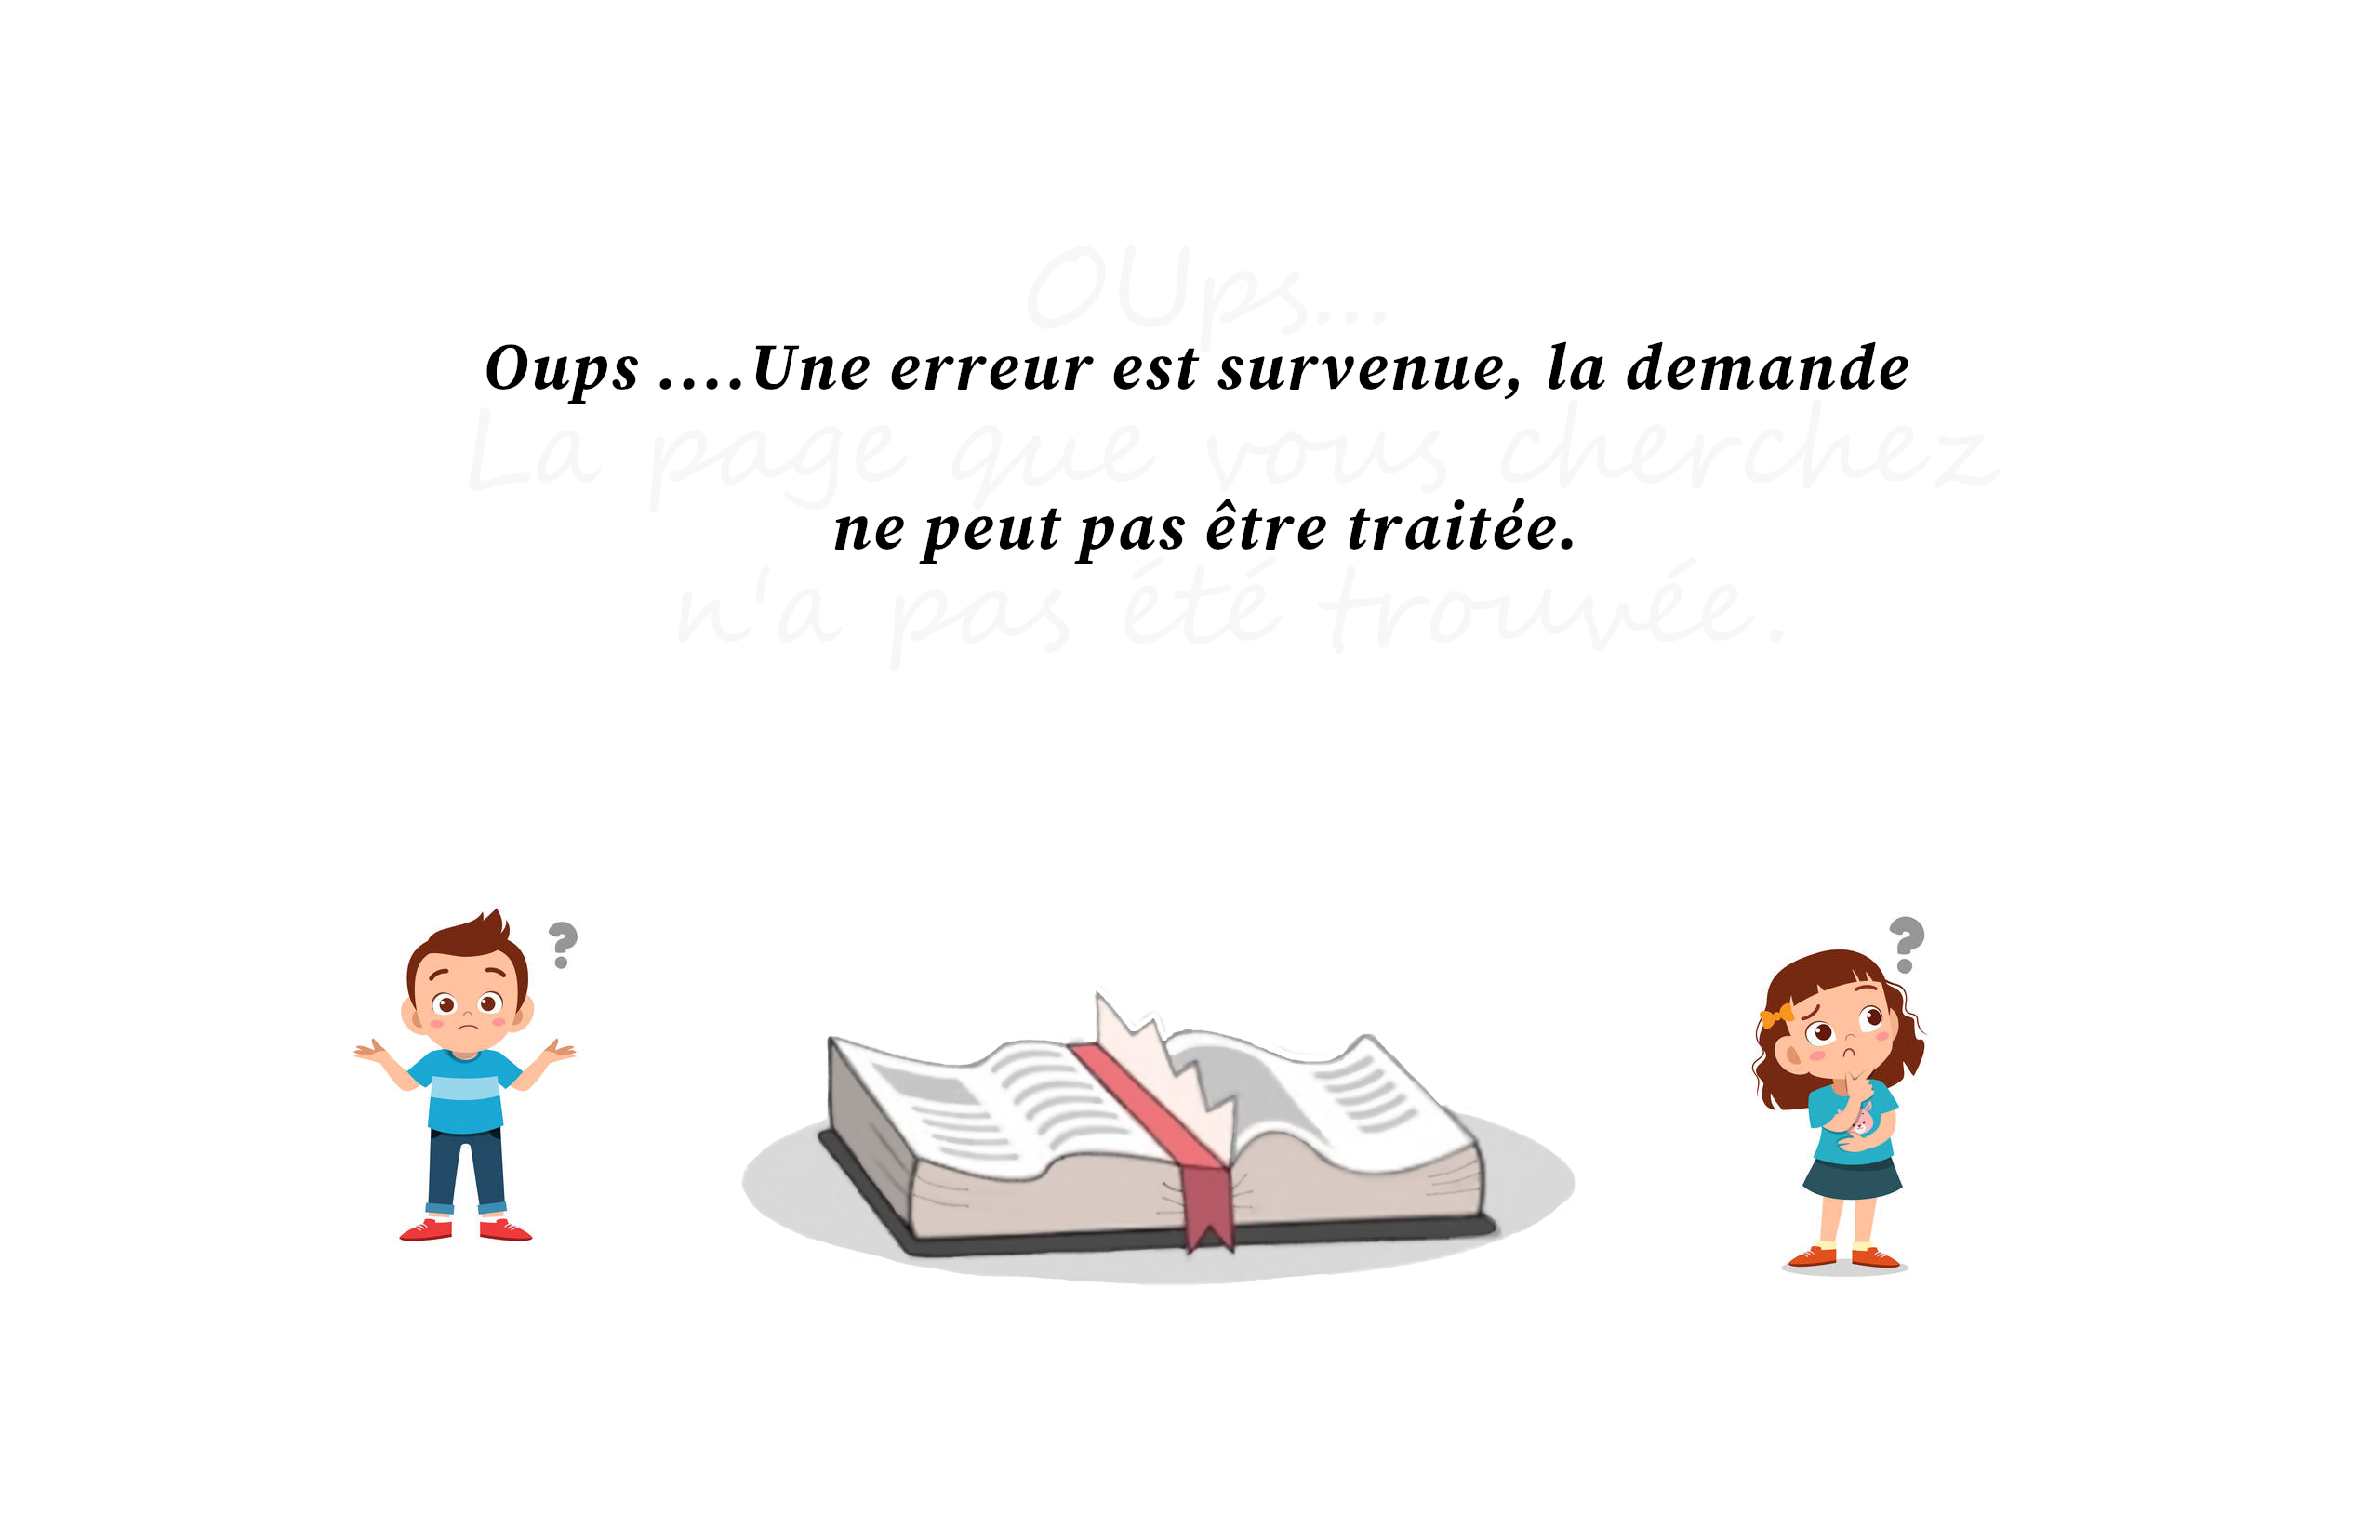 OUps...
Oups ....Une erreur est survenue, la demande
La page que vous cherchez
ne peut pas être traitée.
n'a pas été trouvée.
?
?